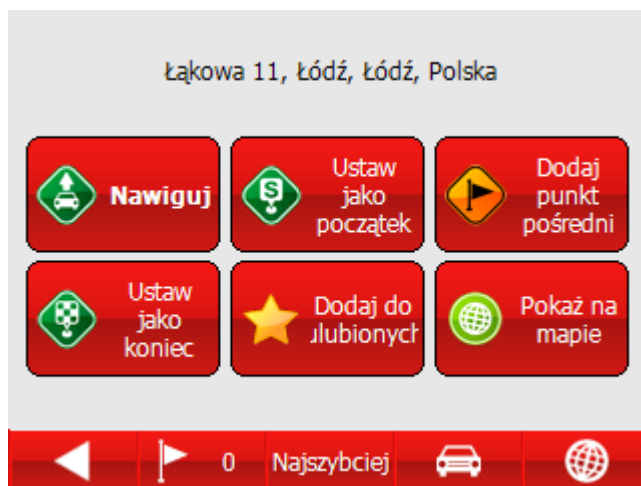 Łąkowa 11, Łódź, Łódź, Polska
Nawiguj
Ustaw
jako
początek
Dodaj
punkt
pośredni
Ustaw
jako
koniec
Dodaj do
ulubionych
Pokaż na
mapie
0
Najszybciej